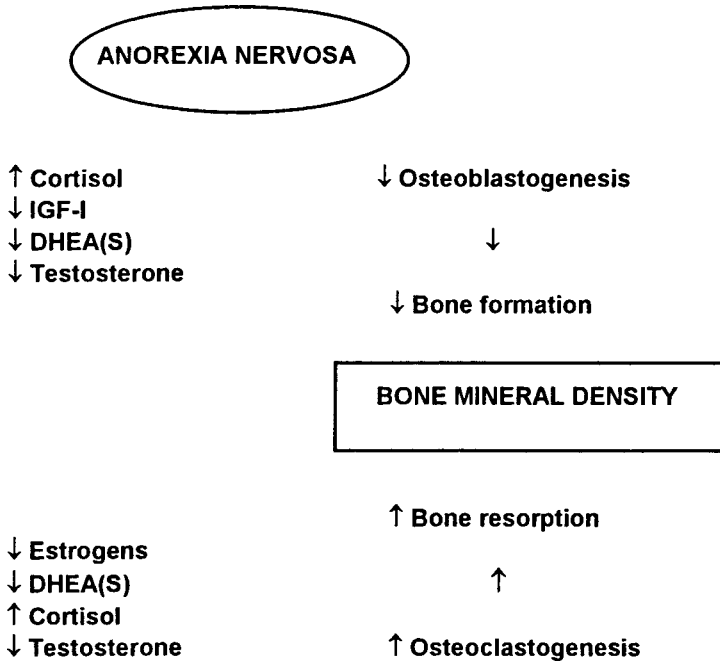 ANOREXIA NERVOSA
↑ Cortisol
↓ IGF-I
↓ DHEA(S)
↓ Testosterone
↓ Osteoblastogenesis
↓
↓ Bone formation
BONE MINERAL DENSITY
↑ Bone resorption
↑
↑ Osteoclastogenesis
↓ Estrogens
↓ DHEA(S)
↑ Cortisol
↓ Testosterone